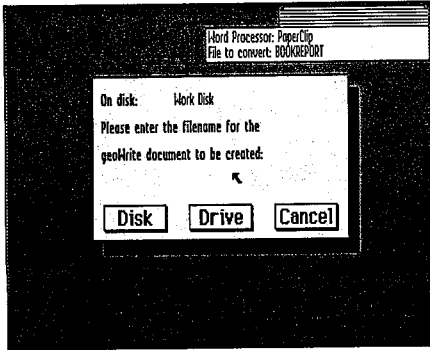 Word Processor: PaperClip
File to convert: BOOKREPORT
On disk: Work Disk
Please enter the filename for the
geoWrite document to be created:
Disk Drive Cancel